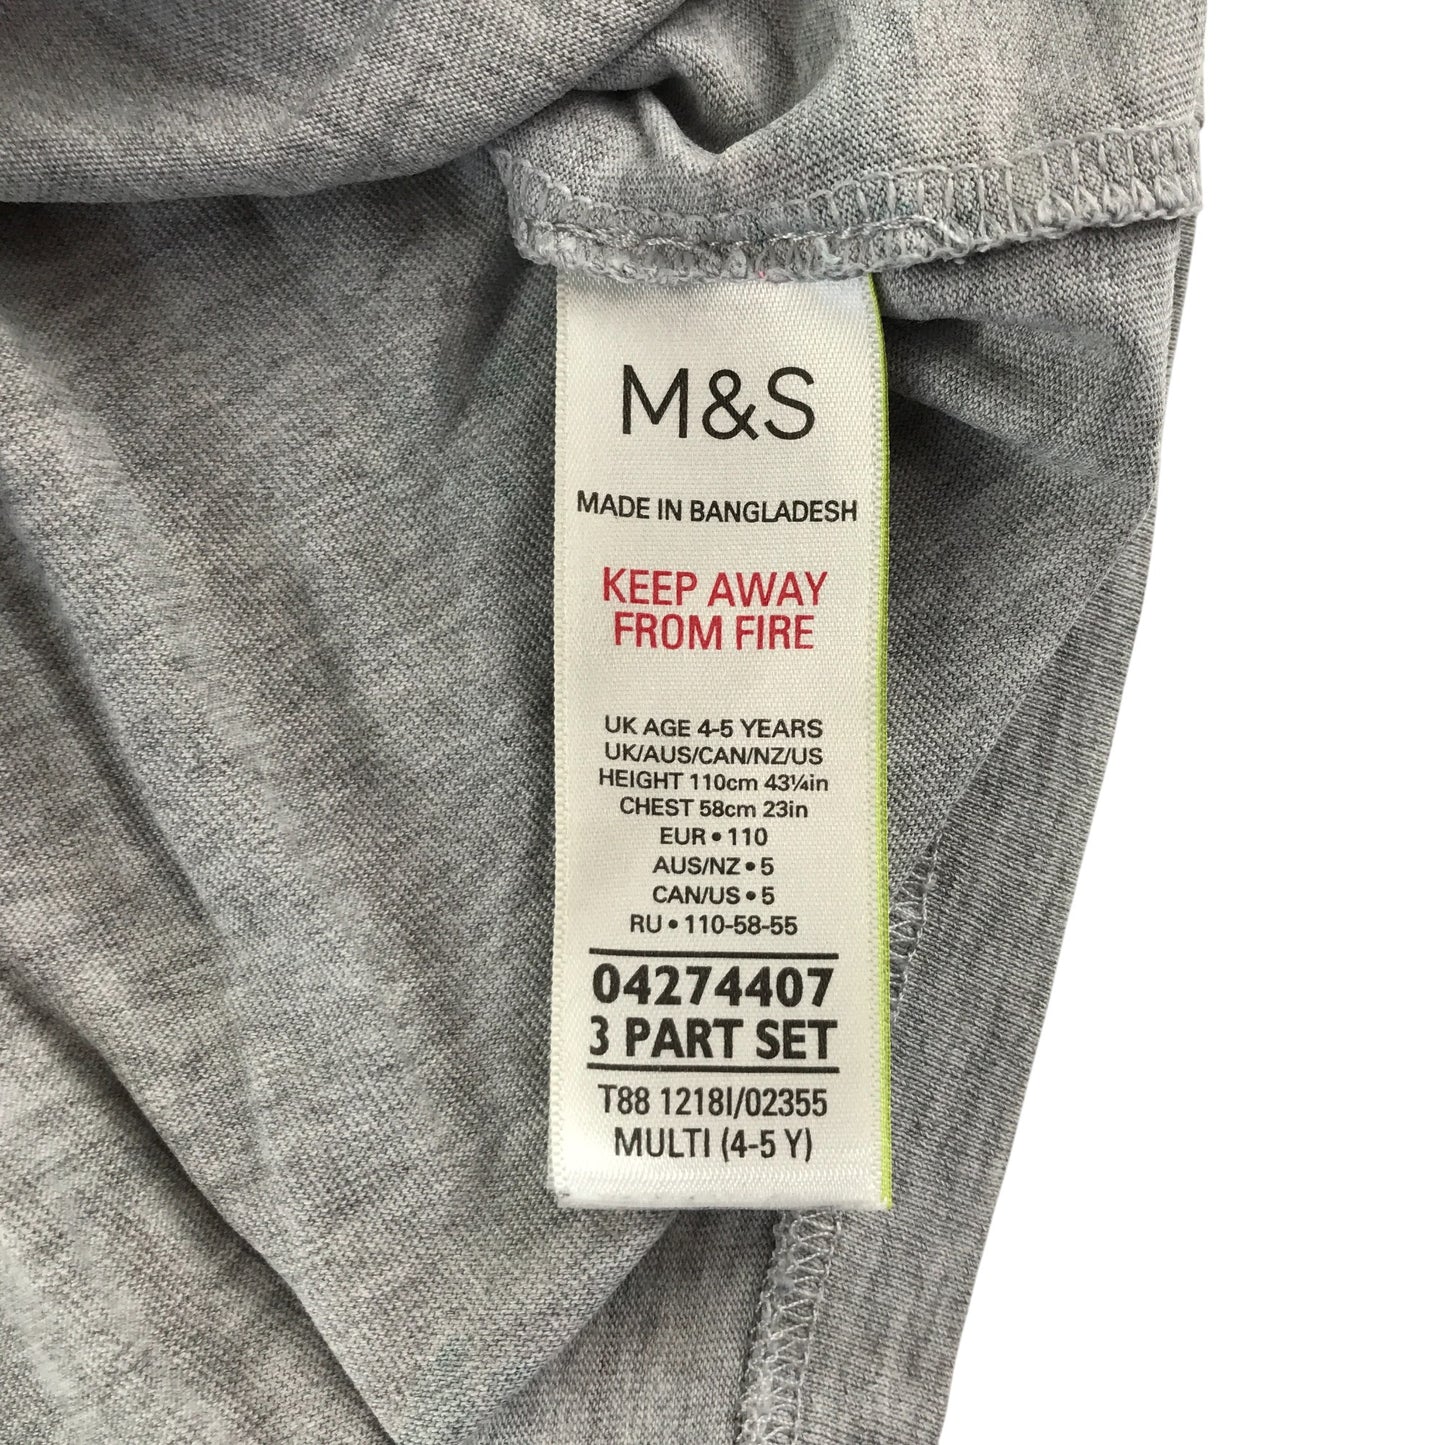 M&S
MADE IN BANGLADESH
KEEP AWAY
FROM FIRE
UK AGE 4-5 YEARS
UK/AUS/CAN/NZ/US
HEIGHT 110cm 43¼in
CHEST 58cm 23in
EUR • 110
AUS/NZ • 5
CAN/US • 5
RU • 110-58-55
04274407
3 PART SET
T88 1218I/02355
MULTI (4-5 Y)